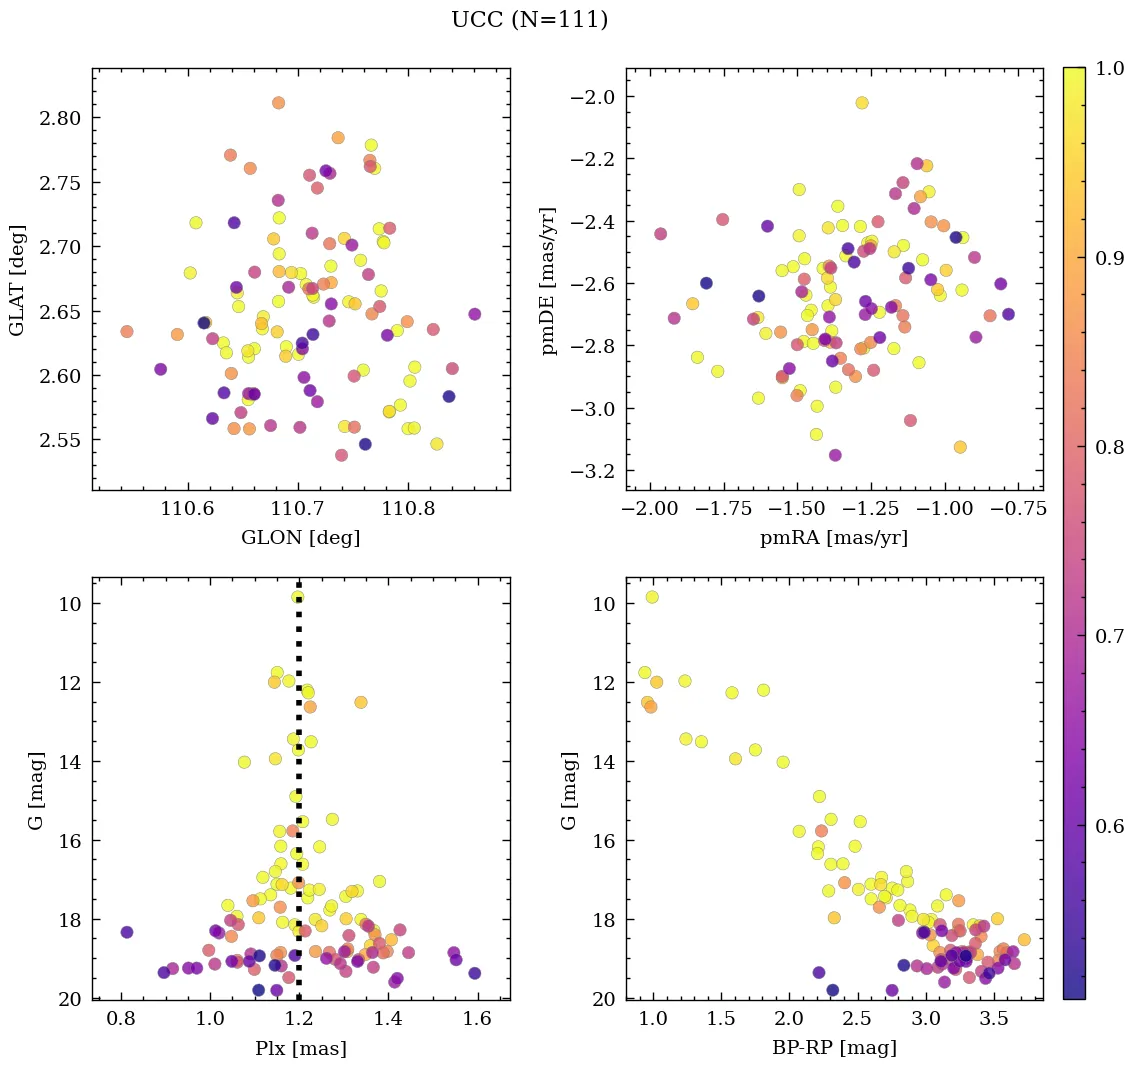 UCC (N=111)
2.80
2.75
2.70
2.65
2.60
2.55
GLAT [deg]
110.6 110.7 110.8
GLON [deg]
−2.0
−2.2
−2.4
−2.6
−2.8
−3.0
−3.2
pmDE [mas/yr]
−2.00 −1.75 −1.50 −1.25 −1.00 −0.75
pmRA [mas/yr]
10
12
14
16
18
20
G [mag]
0.8 1.0 1.2 1.4 1.6
Plx [mas]
10
12
14
16
18
20
G [mag]
1.0 1.5 2.0 2.5 3.0 3.5
BP-RP [mag]
1.0
0.9
0.8
0.7
0.6